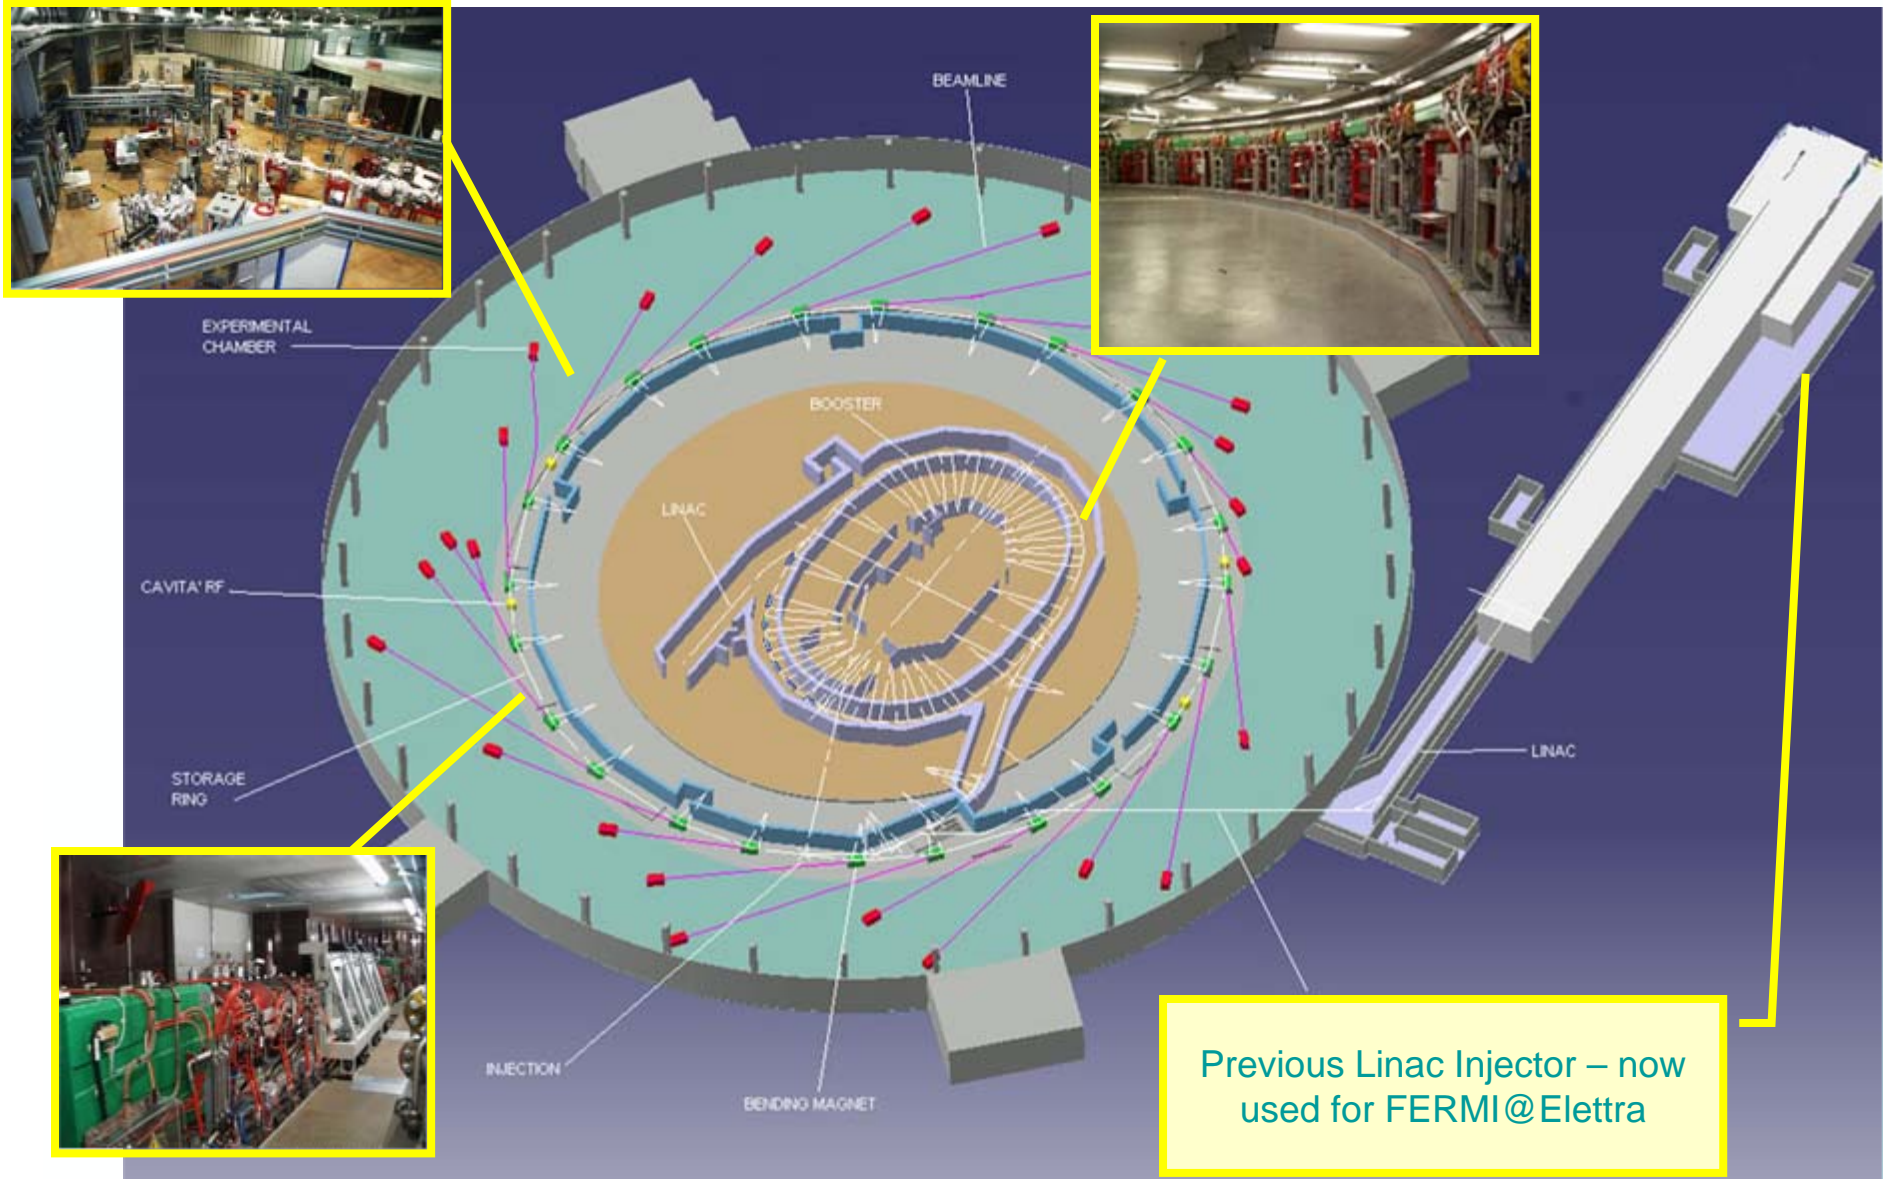 BEAMLINE
EXPERIMENTAL
CHAMBER
BOOSTER
LINAC
CAVITA' RF
STORAGE
RING
LINAC
INJECTION
BENDING MAGNET
Previous Linac Injector – now
used for FERMI@Elettra